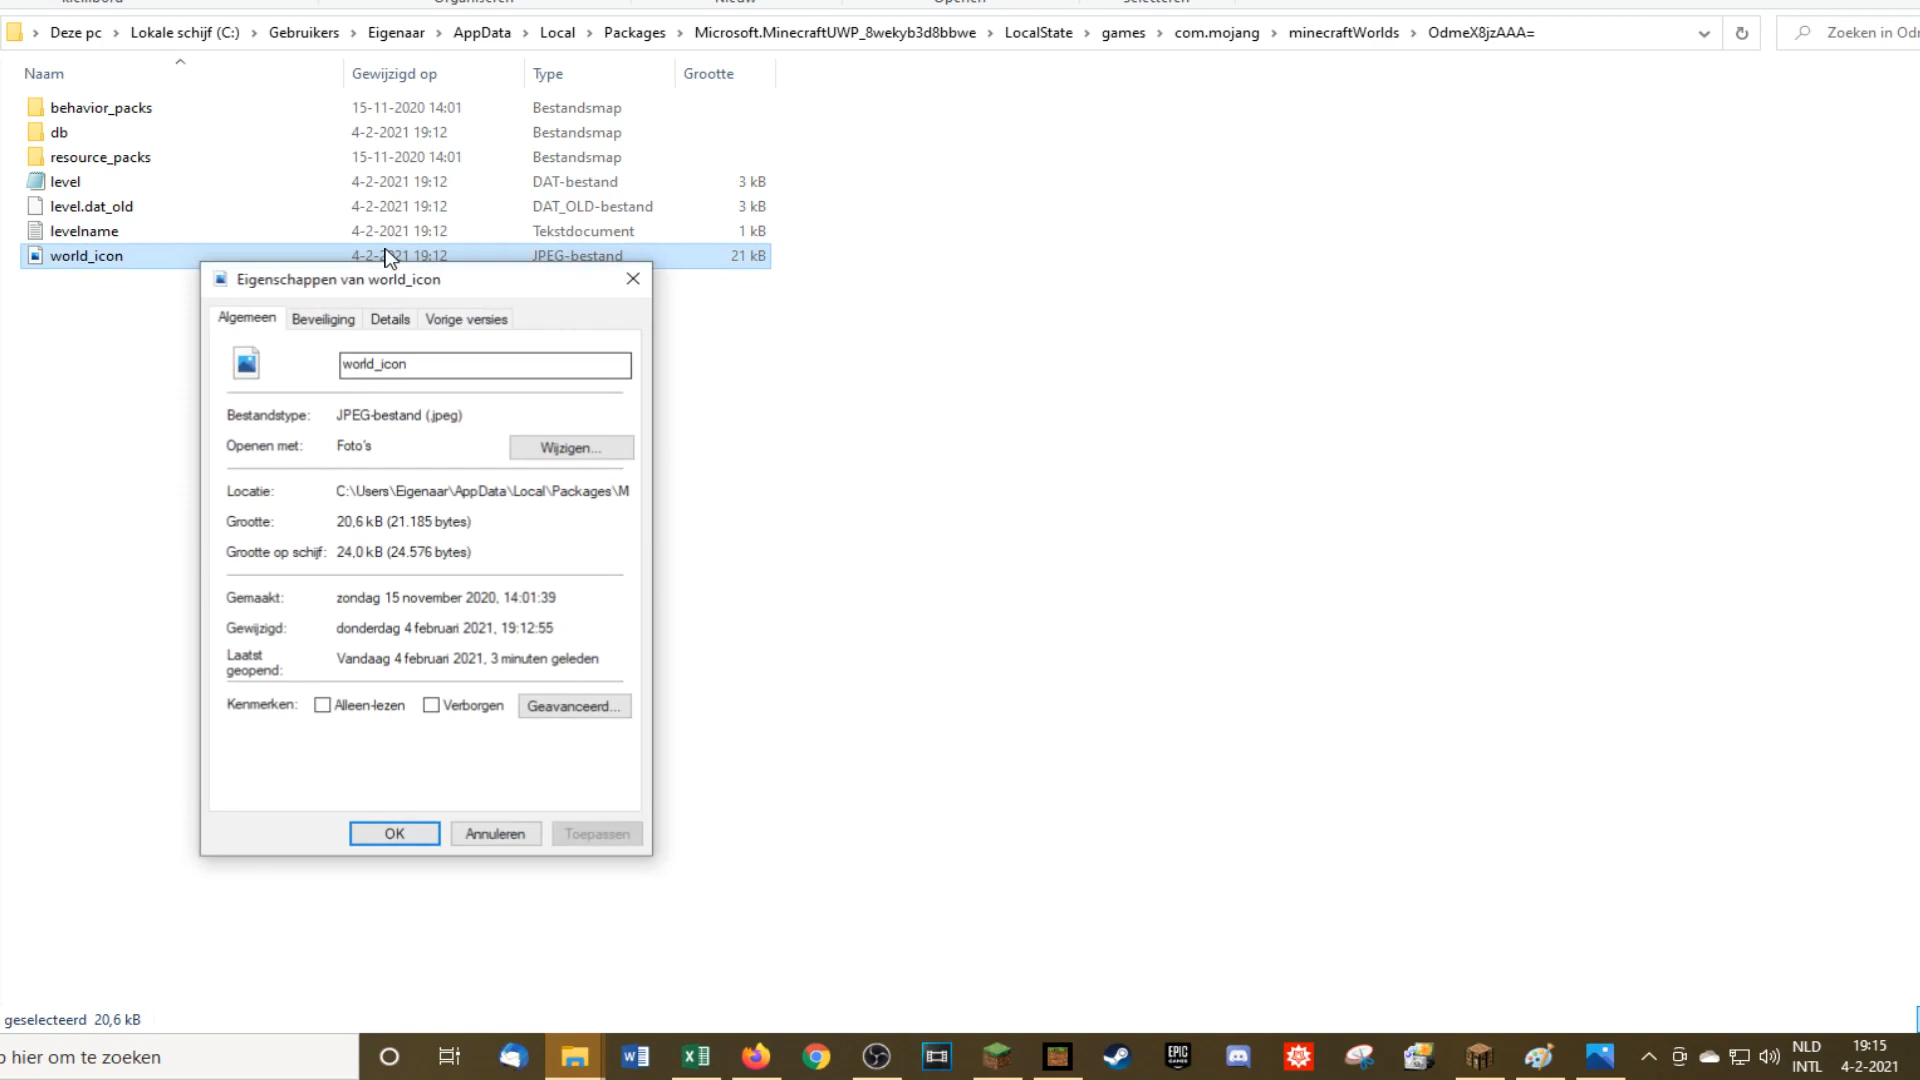 Deze pc Lokale schijf (C:) Gebruikers Eigenaar AppData Local Packages Microsoft.MinecraftUWP_8wekyb3d8bbwe LocalState games com.mojang minecraftWorlds OdmeX8jzAAA= Zoeken in
Naam Gewijzigd op Type Grootte
behavior_packs 15-11-2020 14:01 Bestandsmap
db 4-2-2021 19:12 Bestandsmap
resource_packs 15-11-2020 14:01 Bestandsmap
level 4-2-2021 19:12 DAT-bestand 3 kB
level.dat_old 4-2-2021 19:12 DAT_OLD-bestand 3 kB
levelname 4-2-2021 19:12 Tekstdocument 1 kB
world_icon 4-2-2021 19:12 JPEG-bestand 21 kB
Eigenschappen van world_icon
Algemeen Beveiliging Details Vorige versies
world_icon
Bestandstype: JPEG-bestand (.jpeg)
Openen met: Foto's Wijzigen...
Locatie: C:\Users\Eigenaar\AppData\Local\Packages\M
Grootte: 20,6 kB (21.185 bytes)
Grootte op schijf: 24,0 kB (24.576 bytes)
Gemaakt: zondag 15 november 2020, 14:01:39
Gewijzigd: donderdag 4 februari 2021, 19:12:55
Laatst geopend: Vandaag 4 februari 2021, 3 minuten geleden
Kenmerken: Alleen-lezen Verborgen Geavanceerd...
OK Annuleren Toepassen
geselecteerd 20,6 kB
hier om te zoeken
EPIC GAMES
NLD 19:15
INTL 4-2-2021